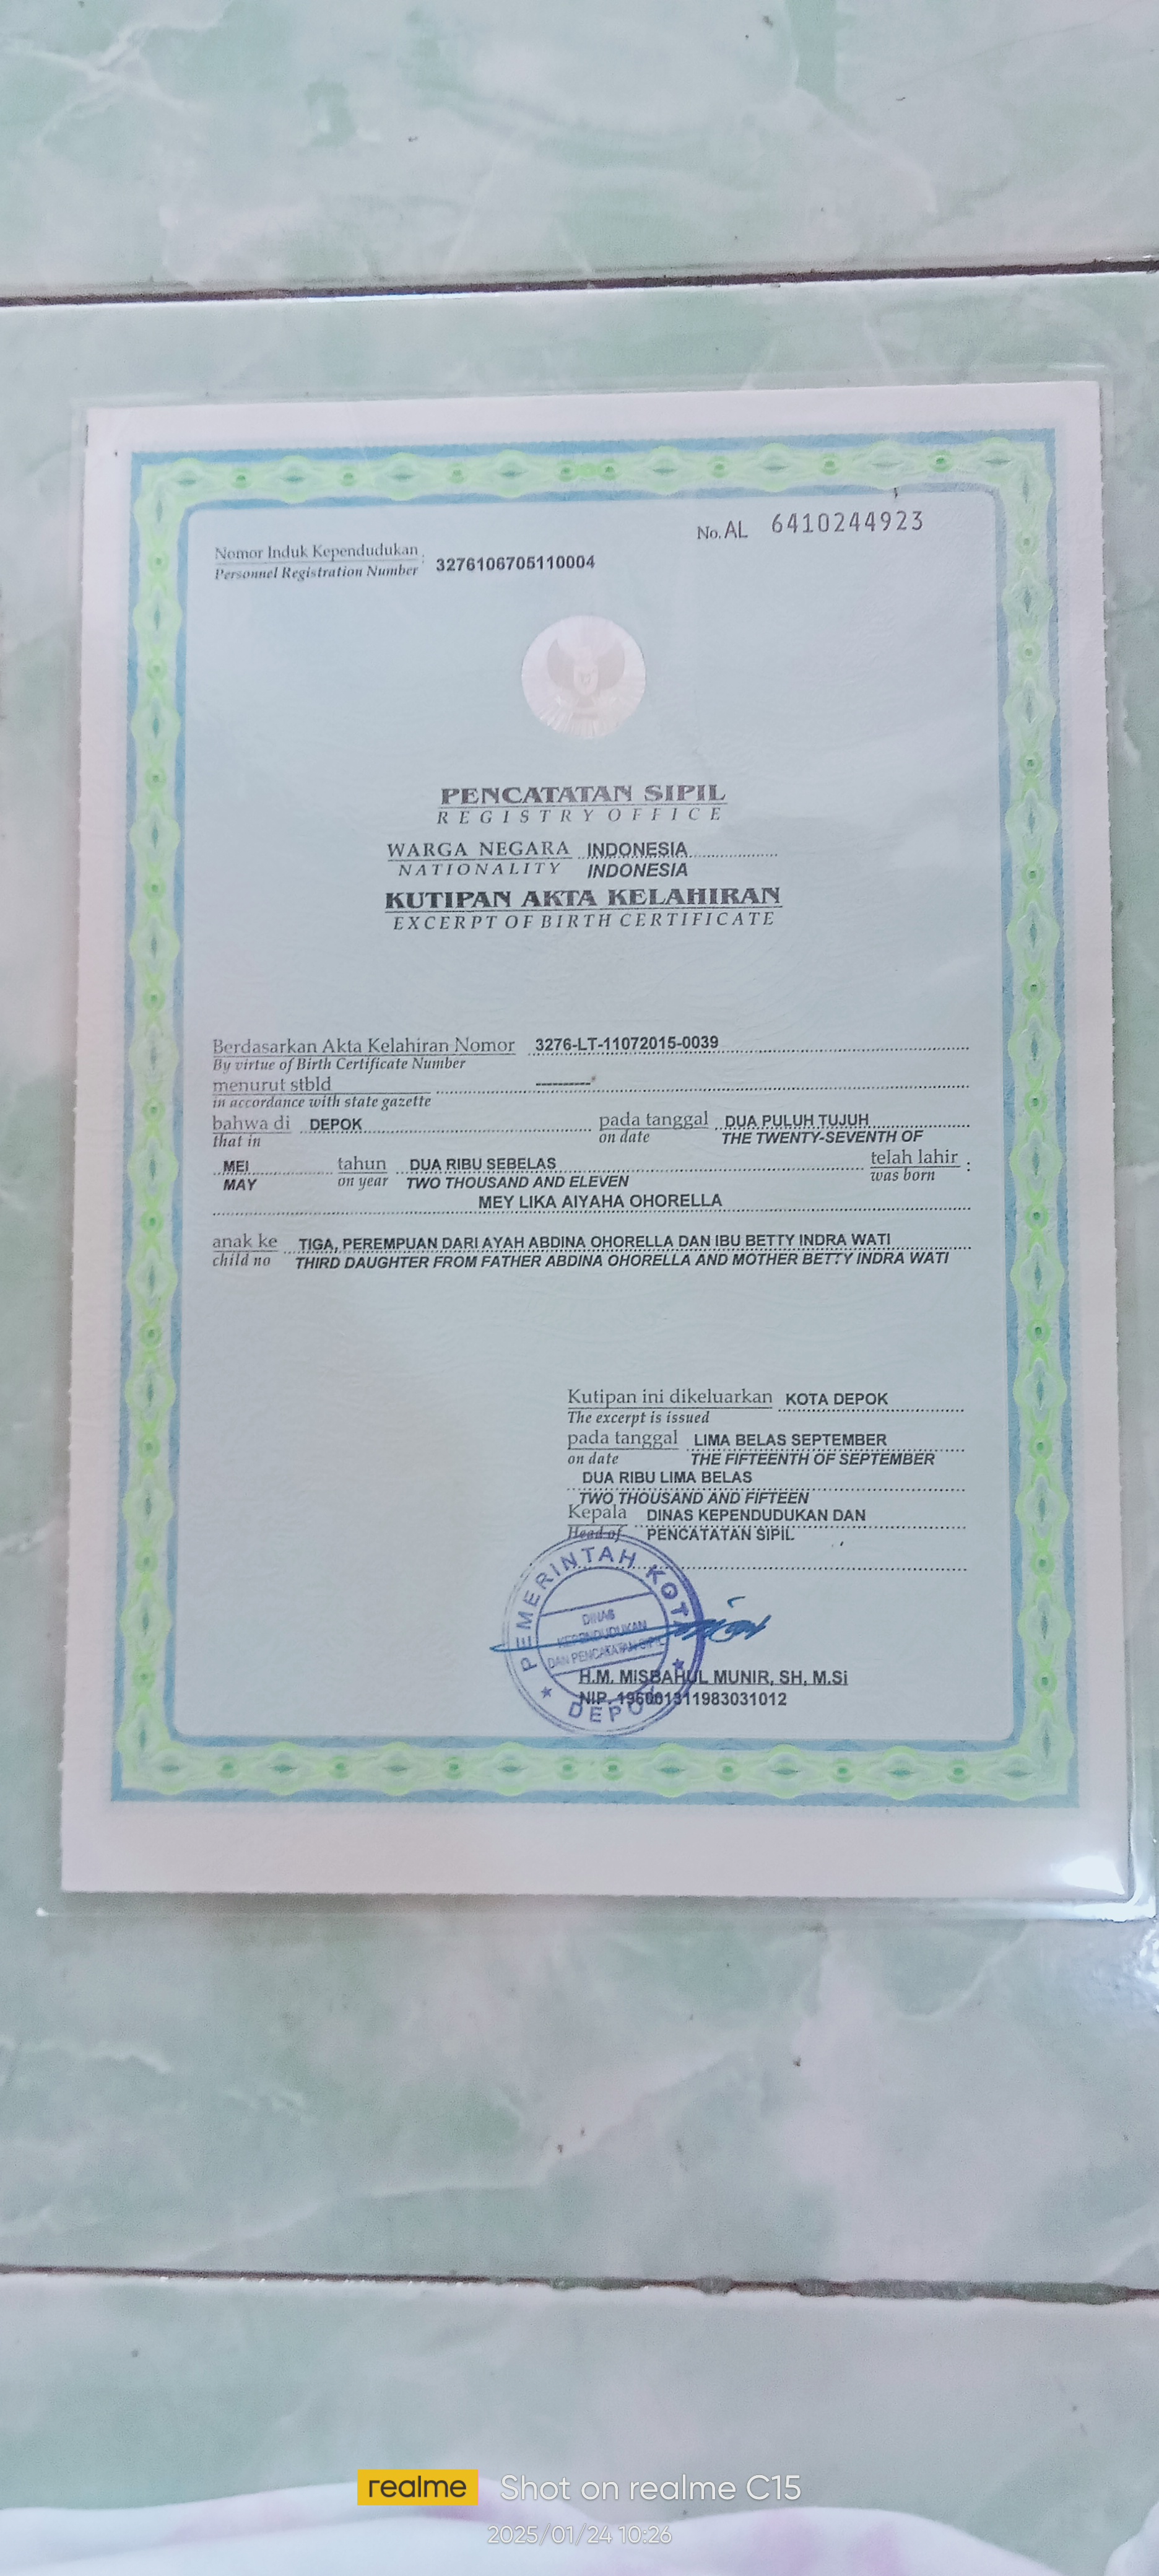 No. AL 6410244923
Nomor Induk Kependudukan :
Personnel Registration Number 3276106705110004
PENCATATAN SIPIL
REGISTRY OFFICE
WARGA NEGARA INDONESIA
NATIONALITY INDONESIA
KUTIPAN AKTA KELAHIRAN
EXCERPT OF BIRTH CERTIFICATE
Berdasarkan Akta Kelahiran Nomor 3276-LT-11072015-0039
By virtue of Birth Certificate Number
menurut stbld ----------
in accordance with state gazette
bahwa di DEPOK pada tanggal DUA PULUH TUJUH
that in on date THE TWENTY-SEVENTH OF
MEI tahun DUA RIBU SEBELAS telah lahir :
MAY on year TWO THOUSAND AND ELEVEN was born
MEY LIKA AIYAHA OHORELLA
anak ke TIGA, PEREMPUAN DARI AYAH ABDINA OHORELLA DAN IBU BETTY INDRA WATI
child no THIRD DAUGHTER FROM FATHER ABDINA OHORELLA AND MOTHER BETTY INDRA WATI
Kutipan ini dikeluarkan KOTA DEPOK
The excerpt is issued
pada tanggal LIMA BELAS SEPTEMBER
on date THE FIFTEENTH OF SEPTEMBER
DUA RIBU LIMA BELAS
TWO THOUSAND AND FIFTEEN
Kepala DINAS KEPENDUDUKAN DAN
Head of PENCATATAN SIPIL
PEMERINTAH KOTA
DINAS
KEPENDUDUKAN
DAN PENCATATAN SIPIL
DEPOK
H.M. MISBAHUL MUNIR, SH, M.Si
NIP. 196001311983031012
realme Shot on realme C15
2025/01/24 10:26